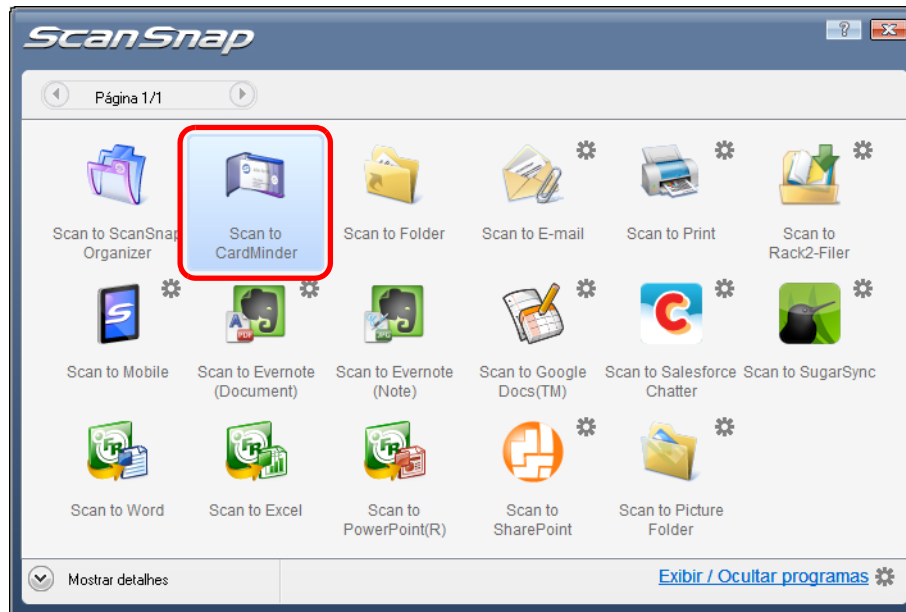 ScanSnap
Página 1/1
Scan to ScanSnap
Organizer
Scan to
CardMinder
Scan to Folder
Scan to E-mail
Scan to Print
Scan to
Rack2-Filer
Scan to Mobile
Scan to Evernote
(Document)
Scan to Evernote
(Note)
Scan to Google
Docs(TM)
Scan to Salesforce
Chatter
Scan to SugarSync
Scan to Word
Scan to Excel
Scan to
PowerPoint(R)
Scan to
SharePoint
Scan to Picture
Folder
Mostrar detalhes
Exibir / Ocultar programas